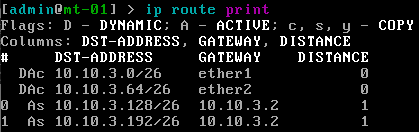 [admin@mt-01] > ip route print
Flags: D - DYNAMIC; A - ACTIVE; c, s, y - COPY
Columns: DST-ADDRESS, GATEWAY, DISTANCE
#     DST-ADDRESS     GATEWAY    DISTANCE
  DAc 10.10.3.0/26    ether1            0
  DAc 10.10.3.64/26   ether2            0
0  As 10.10.3.128/26  10.10.3.2         1
1  As 10.10.3.192/26  10.10.3.2         1